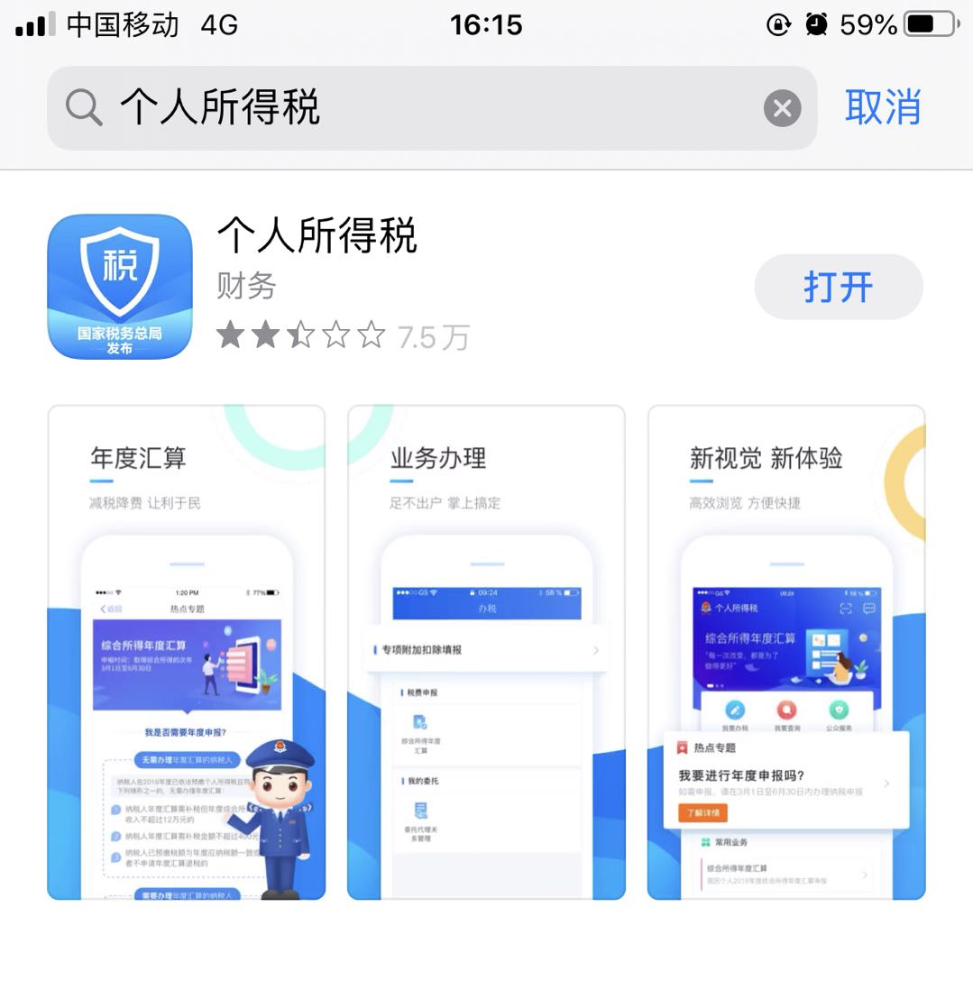 中国移动 4G 16:15 59%
个人所得税
取消
税
国家税务总局
发布
个人所得税
财务
7.5万
打开
年度汇算
减税降费 让利于民
1:20 PM 77%
返回 热点专题
综合所得年度汇算
申报时间：取得综合所得的次年
3月1日至6月30日
我是否需要年度申报?
无需办理年度汇算的纳税人
纳税人在2019年度已依法预缴个人所得税且符
下列情形之一的，无需办理年度汇算：
1 纳税人年度汇算需补税但年度综合所
收入不超过12万元的
2 纳税人年度汇算需补税金额不超过400元
3 纳税人已预缴税额与年度应纳税额一致或
者不申请年度汇算退税的
需要办理年度汇算的纳税人
业务办理
足不出户 掌上搞定
GS 09:24 58 %
办税
专项附加扣除填报
税费申报
综合所得年度
汇算
我的委托
委托代理关
系管理
新视觉 新体验
高效浏览 方便快捷
GS 09:24 58 %
个人所得税
综合所得年度汇算
“每一次改变，都是为了
做得更好”
我要办税 我要查询 公众服务
热点专题
我要进行年度申报吗?
如需申报，请在3月1日至6月30日内办理纳税申报
了解详情
常用业务
综合所得年度汇算
居民个人2019年度综合所得年度汇算申报